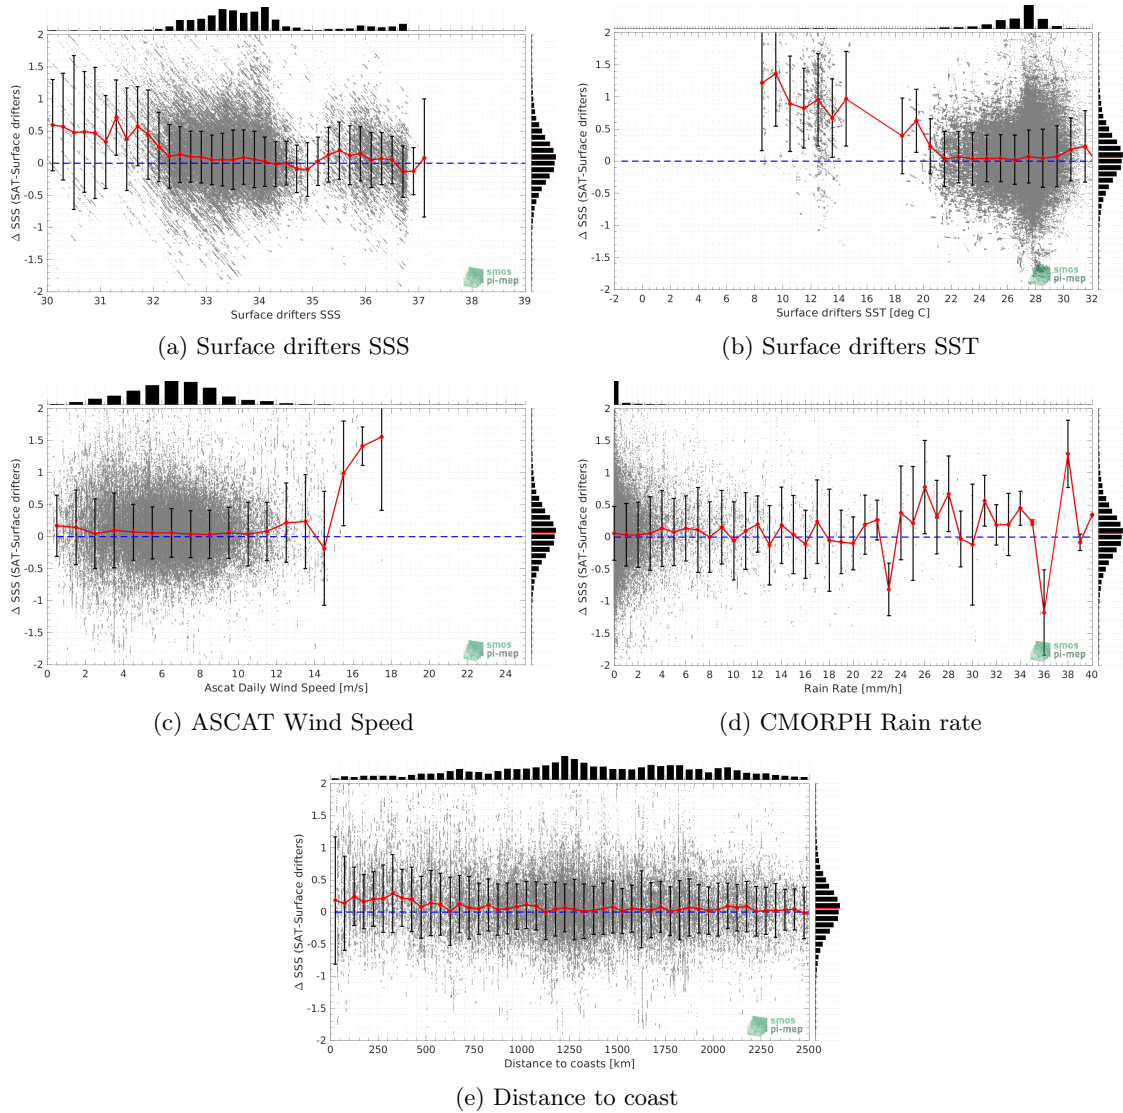 2
1.5
1
0.5
0
-0.5
-1
-1.5
-2
Δ SSS (SAT-Surface drifters)
30 31 32 33 34 35 36 37 38 39
Surface drifters SSS
smos
pi-mep
(a) Surface drifters SSS
2
1.5
1
0.5
0
-0.5
-1
-1.5
-2
Δ SSS (SAT-Surface drifters)
-2 0 2 4 6 8 10 12 14 16 18 20 22 24 26 28 30 32
Surface drifters SST [deg C]
smos
pi-mep
(b) Surface drifters SST
2
1.5
1
0.5
0
-0.5
-1
-1.5
-2
Δ SSS (SAT-Surface drifters)
0 2 4 6 8 10 12 14 16 18 20 22 24
Ascat Daily Wind Speed [m/s]
smos
pi-mep
(c) ASCAT Wind Speed
2
1.5
1
0.5
0
-0.5
-1
-1.5
-2
Δ SSS (SAT-Surface drifters)
0 2 4 6 8 10 12 14 16 18 20 22 24 26 28 30 32 34 36 38 40
Rain Rate [mm/h]
smos
pi-mep
(d) CMORPH Rain rate
2
1.5
1
0.5
0
-0.5
-1
-1.5
-2
Δ SSS (SAT-Surface drifters)
0 250 500 750 1000 1250 1500 1750 2000 2250 2500
Distance to coasts [km]
smos
pi-mep
(e) Distance to coast